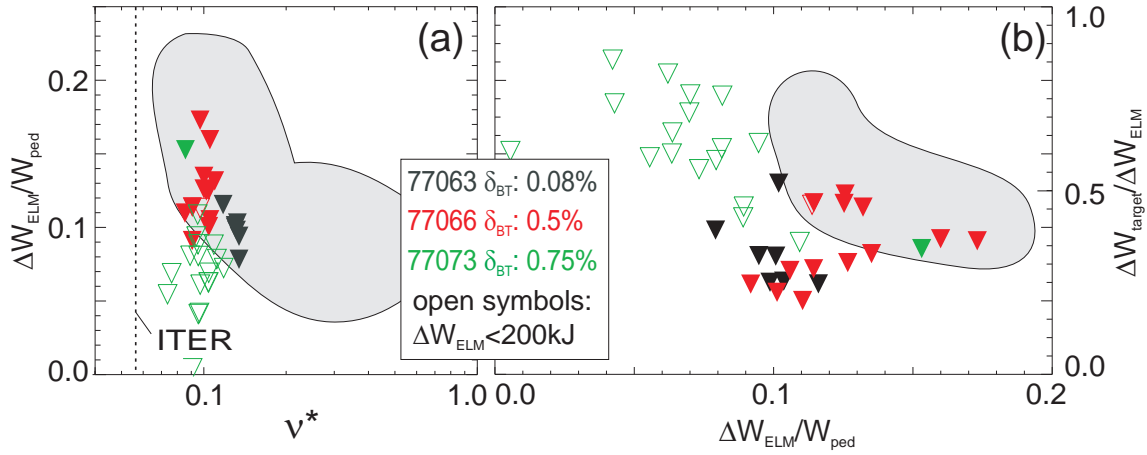 (a)
(b)
0.2
0.1
0.0
ΔW_ELM/W_ped
0.1
1.0
ν*
ITER
77063 δ_BT: 0.08%
77066 δ_BT: 0.5%
77073 δ_BT: 0.75%
open symbols:
ΔW_ELM<200kJ
0.1
0.2
ΔW_ELM/W_ped
1.0
0.5
0.0
ΔW_target/ΔW_ELM